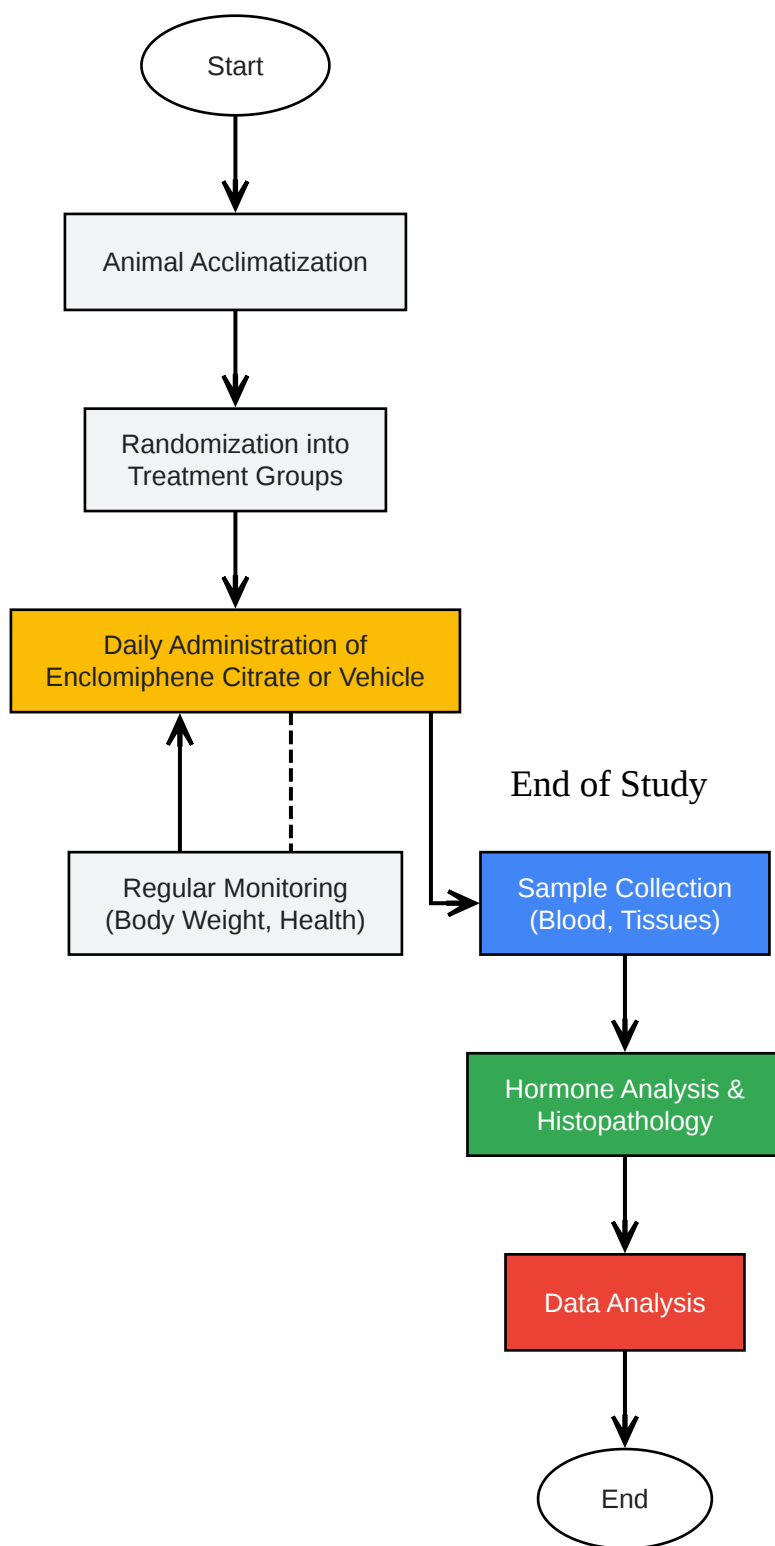 Start
Animal Acclimatization
Randomization into
Treatment Groups
Daily Administration of
Enclomiphene Citrate or Vehicle
End of Study
Regular Monitoring
(Body Weight, Health)
Sample Collection
(Blood, Tissues)
Hormone Analysis &
Histopathology
Data Analysis
End